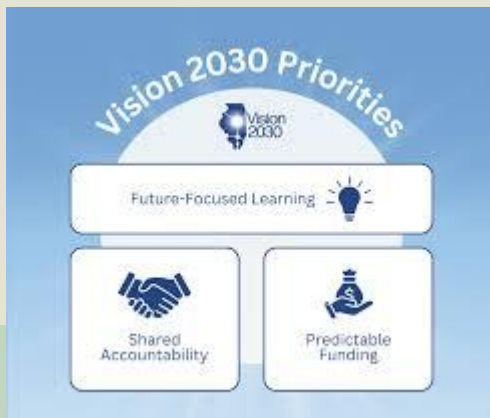 Vision 2030 Priorities
Vision
2030
Future-Focused Learning
Shared
Accountability
Predictable
Funding